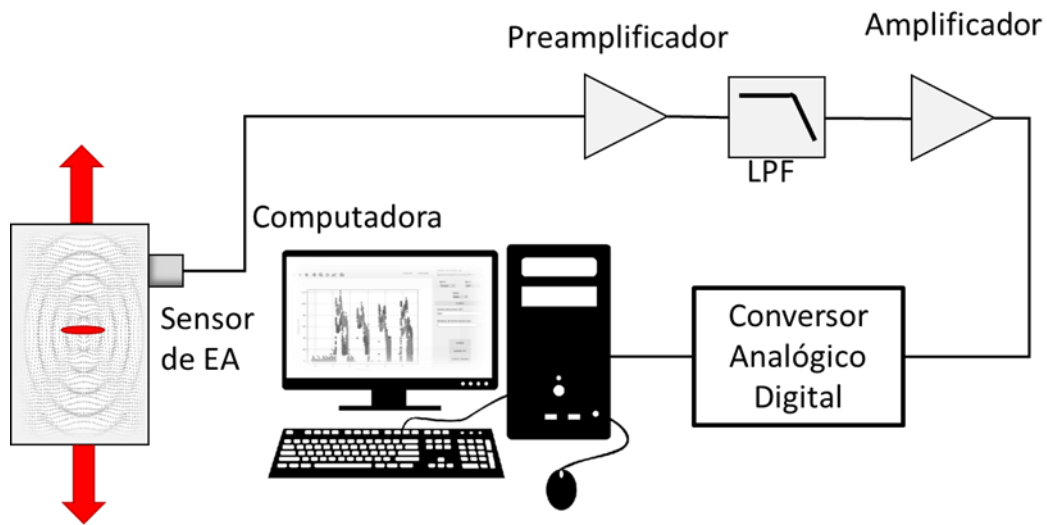 Preamplificador
Amplificador
LPF
Computadora
Sensor
de EA
Conversor
Analógico
Digital